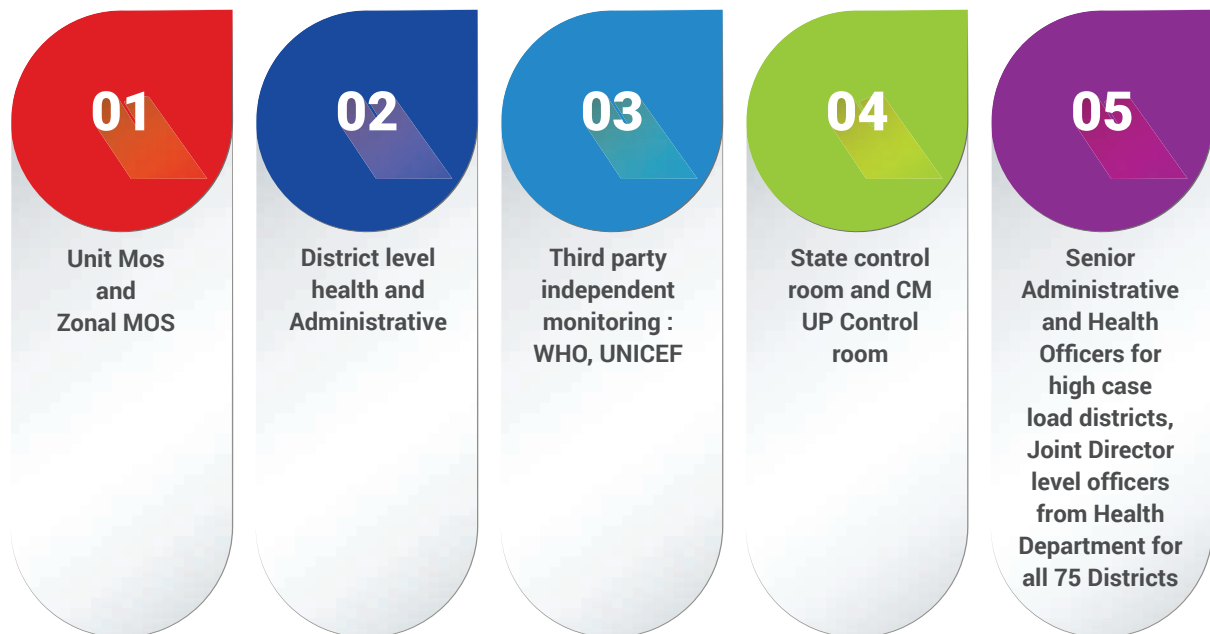 01
Unit Mos
and
Zonal MOS
02
District level
health and
Administrative
03
Third party
independent
monitoring :
WHO, UNICEF
04
State control
room and CM
UP Control
room
05
Senior
Administrative
and Health
Officers for
high case
load districts,
Joint Director
level officers
from Health
Department for
all 75 Districts